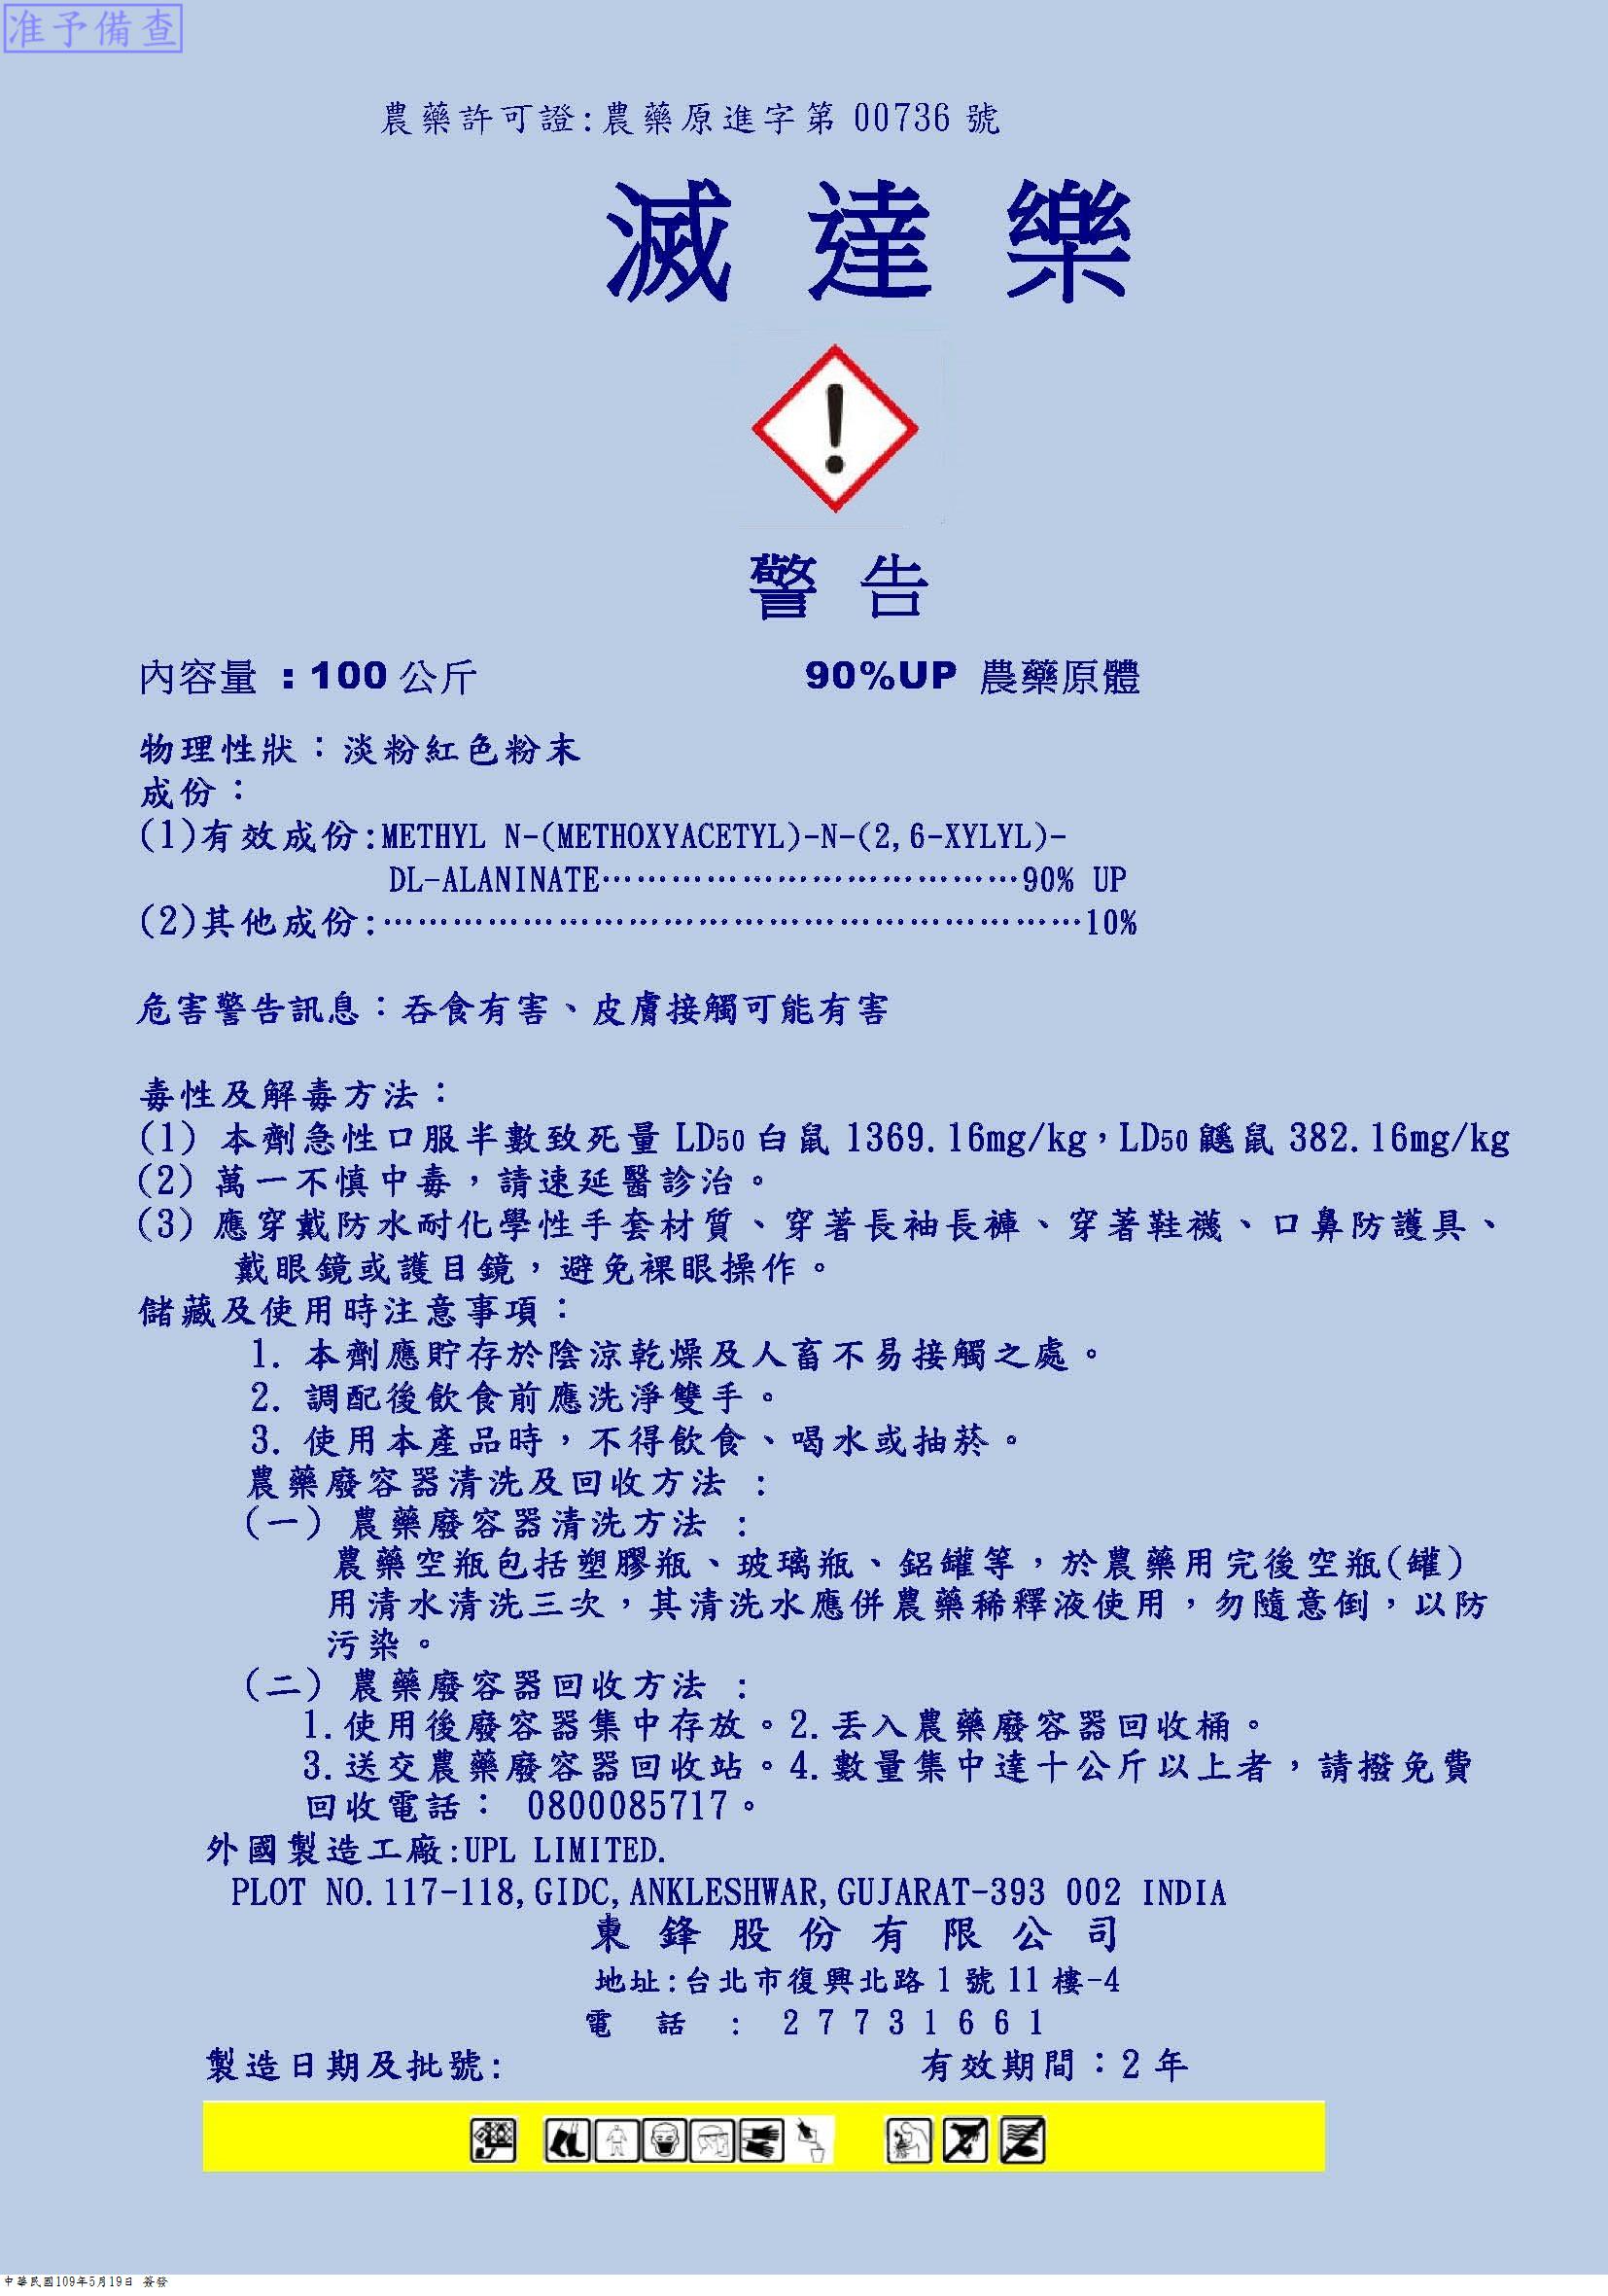 准予備查
農藥許可證:農藥原進字第 00736 號
滅達樂
警告
內容量 : 100 公斤 90%UP 農藥原體
物理性狀：淡粉紅色粉末
成份：
(1)有效成份:METHYL N-(METHOXYACETYL)-N-(2,6-XYLYL)-
DL-ALANINATE⋯⋯⋯⋯⋯⋯⋯⋯⋯⋯⋯⋯90% UP
(2)其他成份:⋯⋯⋯⋯⋯⋯⋯⋯⋯⋯⋯⋯⋯⋯⋯⋯⋯⋯⋯⋯10%
危害警告訊息：吞食有害、皮膚接觸可能有害
毒性及解毒方法：
(1) 本劑急性口服半數致死量 LD50 白鼠 1369.16mg/kg，LD50 鼷鼠 382.16mg/kg
(2) 萬一不慎中毒，請速延醫診治。
(3) 應穿戴防水耐化學性手套材質、穿著長袖長褲、穿著鞋襪、口鼻防護具、
戴眼鏡或護目鏡，避免裸眼操作。
儲藏及使用時注意事項：
1. 本劑應貯存於陰涼乾燥及人畜不易接觸之處。
2. 調配後飲食前應洗淨雙手。
3. 使用本產品時，不得飲食、喝水或抽菸。
農藥廢容器清洗及回收方法 :
(一) 農藥廢容器清洗方法 :
農藥空瓶包括塑膠瓶、玻璃瓶、鋁罐等，於農藥用完後空瓶(罐)
用清水清洗三次，其清洗水應併農藥稀釋液使用，勿隨意倒，以防
污染。
(二) 農藥廢容器回收方法 :
1.使用後廢容器集中存放。2.丟入農藥廢容器回收桶。
3.送交農藥廢容器回收站。4.數量集中達十公斤以上者，請撥免費
回收電話： 0800085717。
外國製造工廠:UPL LIMITED.
PLOT NO.117-118,GIDC,ANKLESHWAR,GUJARAT-393 002 INDIA
東鋒股份有限公司
地址:台北市復興北路 1 號 11 樓-4
電 話 : 27731661
製造日期及批號: 有效期間：2 年
中華民國109年5月19日 簽發